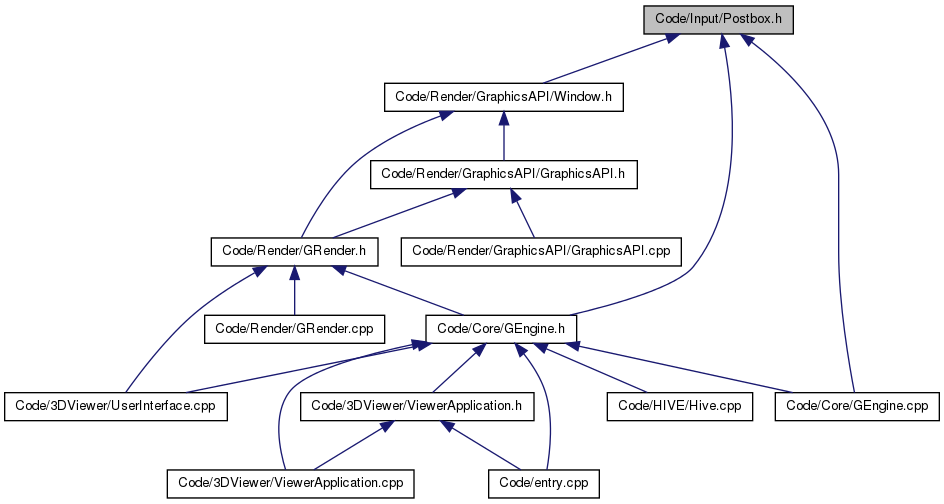 Code/Input/Postbox.h
Code/Render/GraphicsAPI/Window.h
Code/Render/GraphicsAPI/GraphicsAPI.h
Code/Render/GRender.h
Code/Render/GraphicsAPI/GraphicsAPI.cpp
Code/Render/GRender.cpp
Code/Core/GEngine.h
Code/3DViewer/UserInterface.cpp
Code/3DViewer/ViewerApplication.h
Code/HIVE/Hive.cpp
Code/Core/GEngine.cpp
Code/3DViewer/ViewerApplication.cpp
Code/entry.cpp